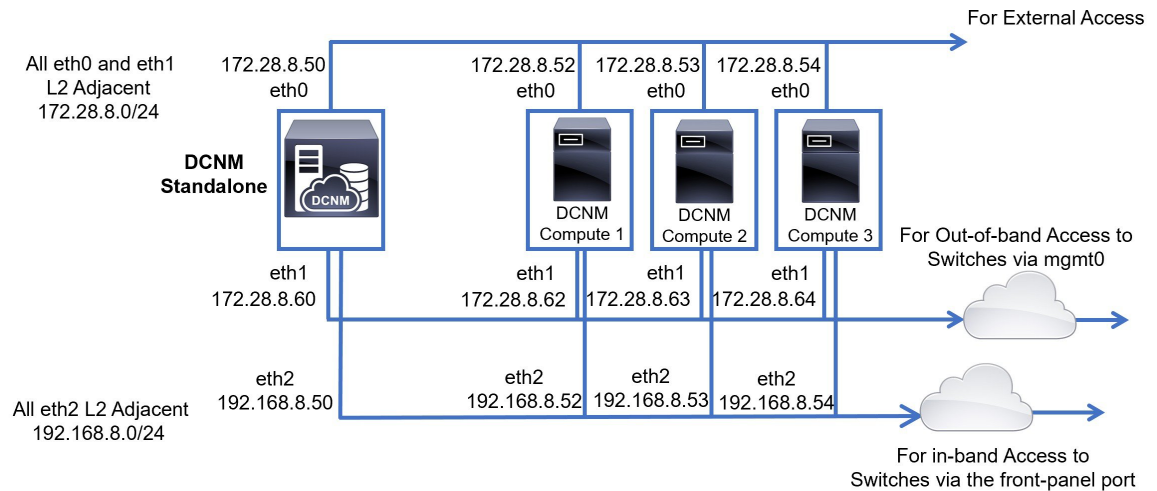 For External Access
All eth0 and eth1
L2 Adjacent
172.28.8.0/24
172.28.8.50
eth0
172.28.8.52
eth0
172.28.8.53
eth0
172.28.8.54
eth0
DCNM
Standalone
DCNM
DCNM
Compute 1
DCNM
Compute 2
DCNM
Compute 3
For Out-of-band Access to
Switches via mgmt0
eth1
172.28.8.60
eth1
172.28.8.62
eth1
172.28.8.63
eth1
172.28.8.64
eth2
192.168.8.50
eth2
192.168.8.52
eth2
192.168.8.53
eth2
192.168.8.54
All eth2 L2 Adjacent
192.168.8.0/24
For in-band Access to
Switches via the front-panel port